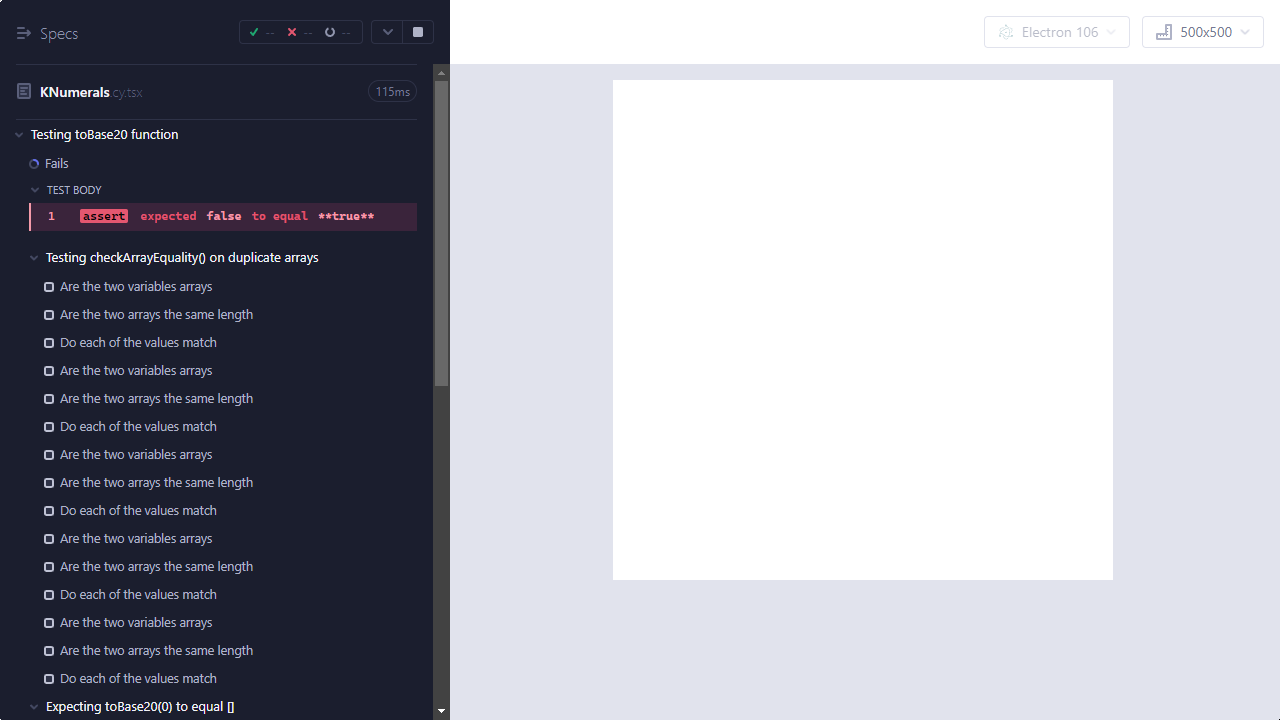 Specs
-- -- --
Electron 106
500x500
KNumerals cy.tsx
115ms
Testing toBase20 function
Fails
TEST BODY
1 assert expected false to equal **true**
Testing checkArrayEquality() on duplicate arrays
Are the two variables arrays
Are the two arrays the same length
Do each of the values match
Are the two variables arrays
Are the two arrays the same length
Do each of the values match
Are the two variables arrays
Are the two arrays the same length
Do each of the values match
Are the two variables arrays
Are the two arrays the same length
Do each of the values match
Are the two variables arrays
Are the two arrays the same length
Do each of the values match
Expecting toBase20(0) to equal []